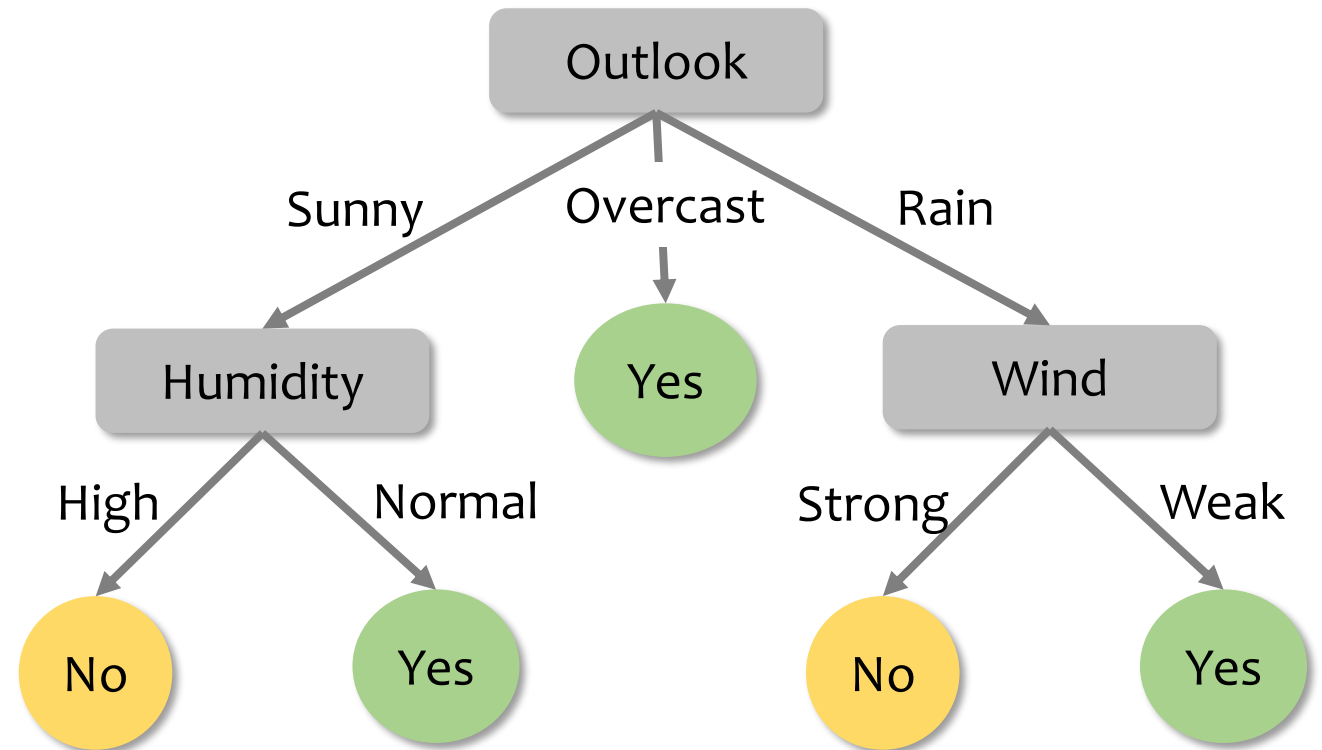 Outlook
Sunny
Overcast
Rain
Humidity
Yes
Wind
High
Normal
Strong
Weak
No
Yes
No
Yes